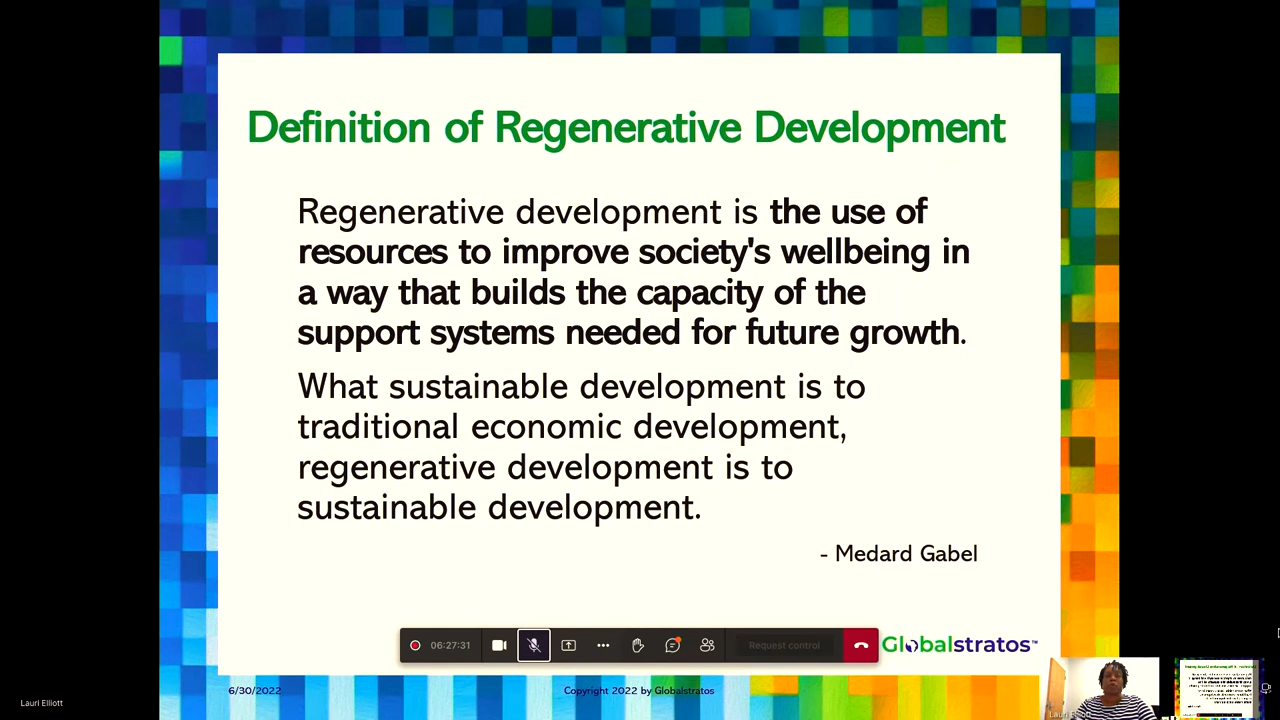 Definition of Regenerative Development
Regenerative development is the use of
resources to improve society's wellbeing in
a way that builds the capacity of the
support systems needed for future growth.
What sustainable development is to
traditional economic development,
regenerative development is to
sustainable development.
- Medard Gabel
06:27:31
Request control
Globalstratos™
6/30/2022
Copyright 2022 by Globalstratos
Lauri Elliott
Lauri Elliott